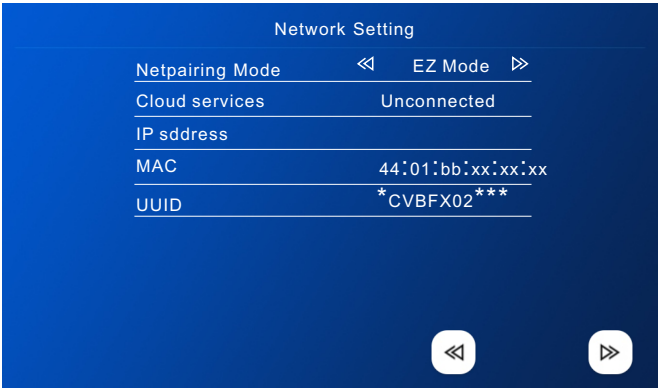 Network Setting
Netpairing Mode EZ Mode
Cloud services Unconnected
IP sddress
MAC 44:01:bb:xx:xx:xx
UUID *CVBFX02***